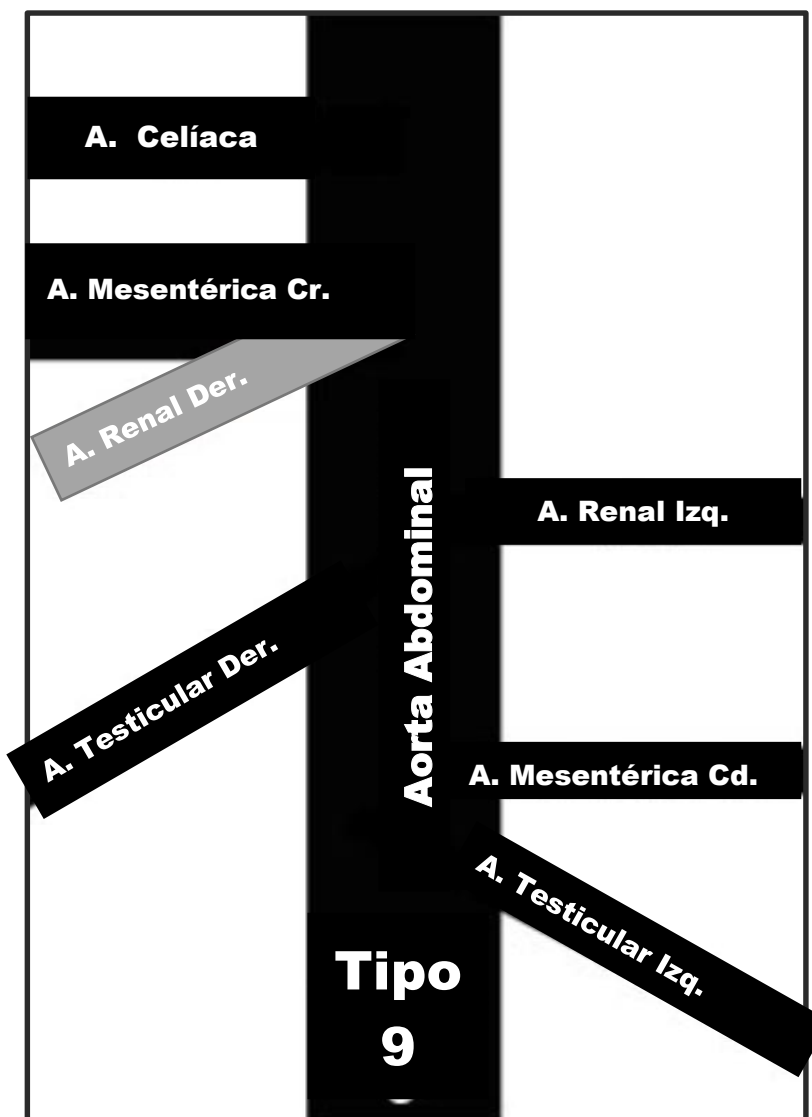 A. Celíaca
A. Mesentérica Cr.
A. Renal Der.
A. Renal Izq.
Aorta Abdominal
A. Testicular Der.
A. Mesentérica Cd.
A. Testicular Izq.
Tipo
9